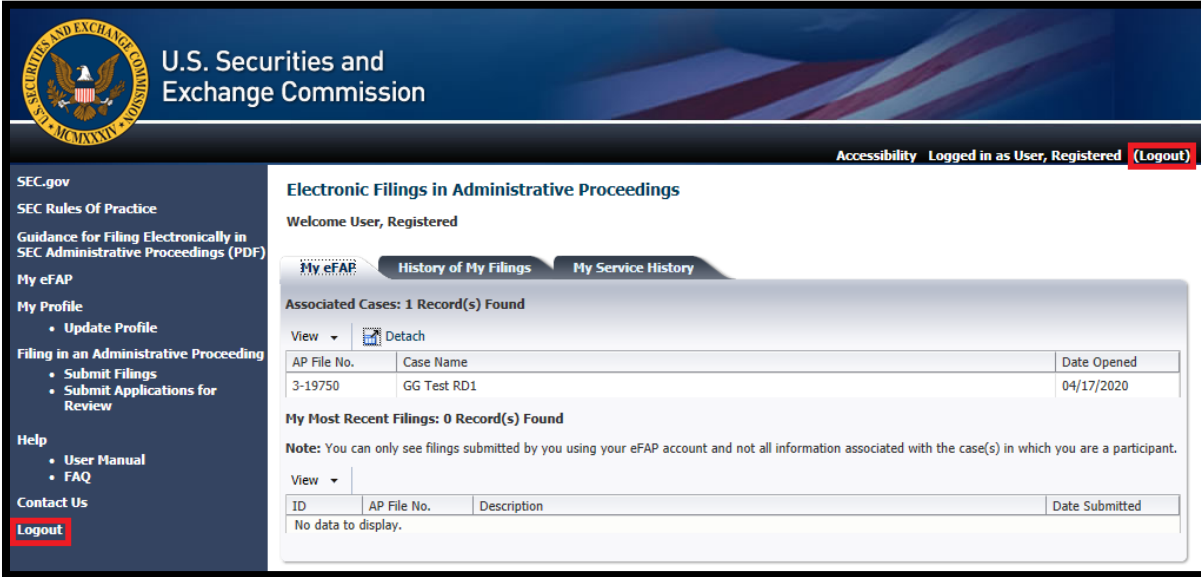 U.S. SECURITIES AND EXCHANGE COMMISSION
MCMXXXIV
U.S. Securities and
Exchange Commission
Accessibility Logged in as User, Registered (Logout)
SEC.gov
SEC Rules Of Practice
Guidance for Filing Electronically in
SEC Administrative Proceedings (PDF)
My eFAP
My Profile
• Update Profile
Filing in an Administrative Proceeding
• Submit Filings
• Submit Applications for
Review
Help
• User Manual
• FAQ
Contact Us
Logout
Electronic Filings in Administrative Proceedings
Welcome User, Registered
My eFAP History of My Filings My Service History
Associated Cases: 1 Record(s) Found
View Detach
AP File No. Case Name Date Opened
3-19750 GG Test RD1 04/17/2020
My Most Recent Filings: 0 Record(s) Found
Note: You can only see filings submitted by you using your eFAP account and not all information associated with the case(s) in which you are a participant.
View
ID AP File No. Description Date Submitted
No data to display.